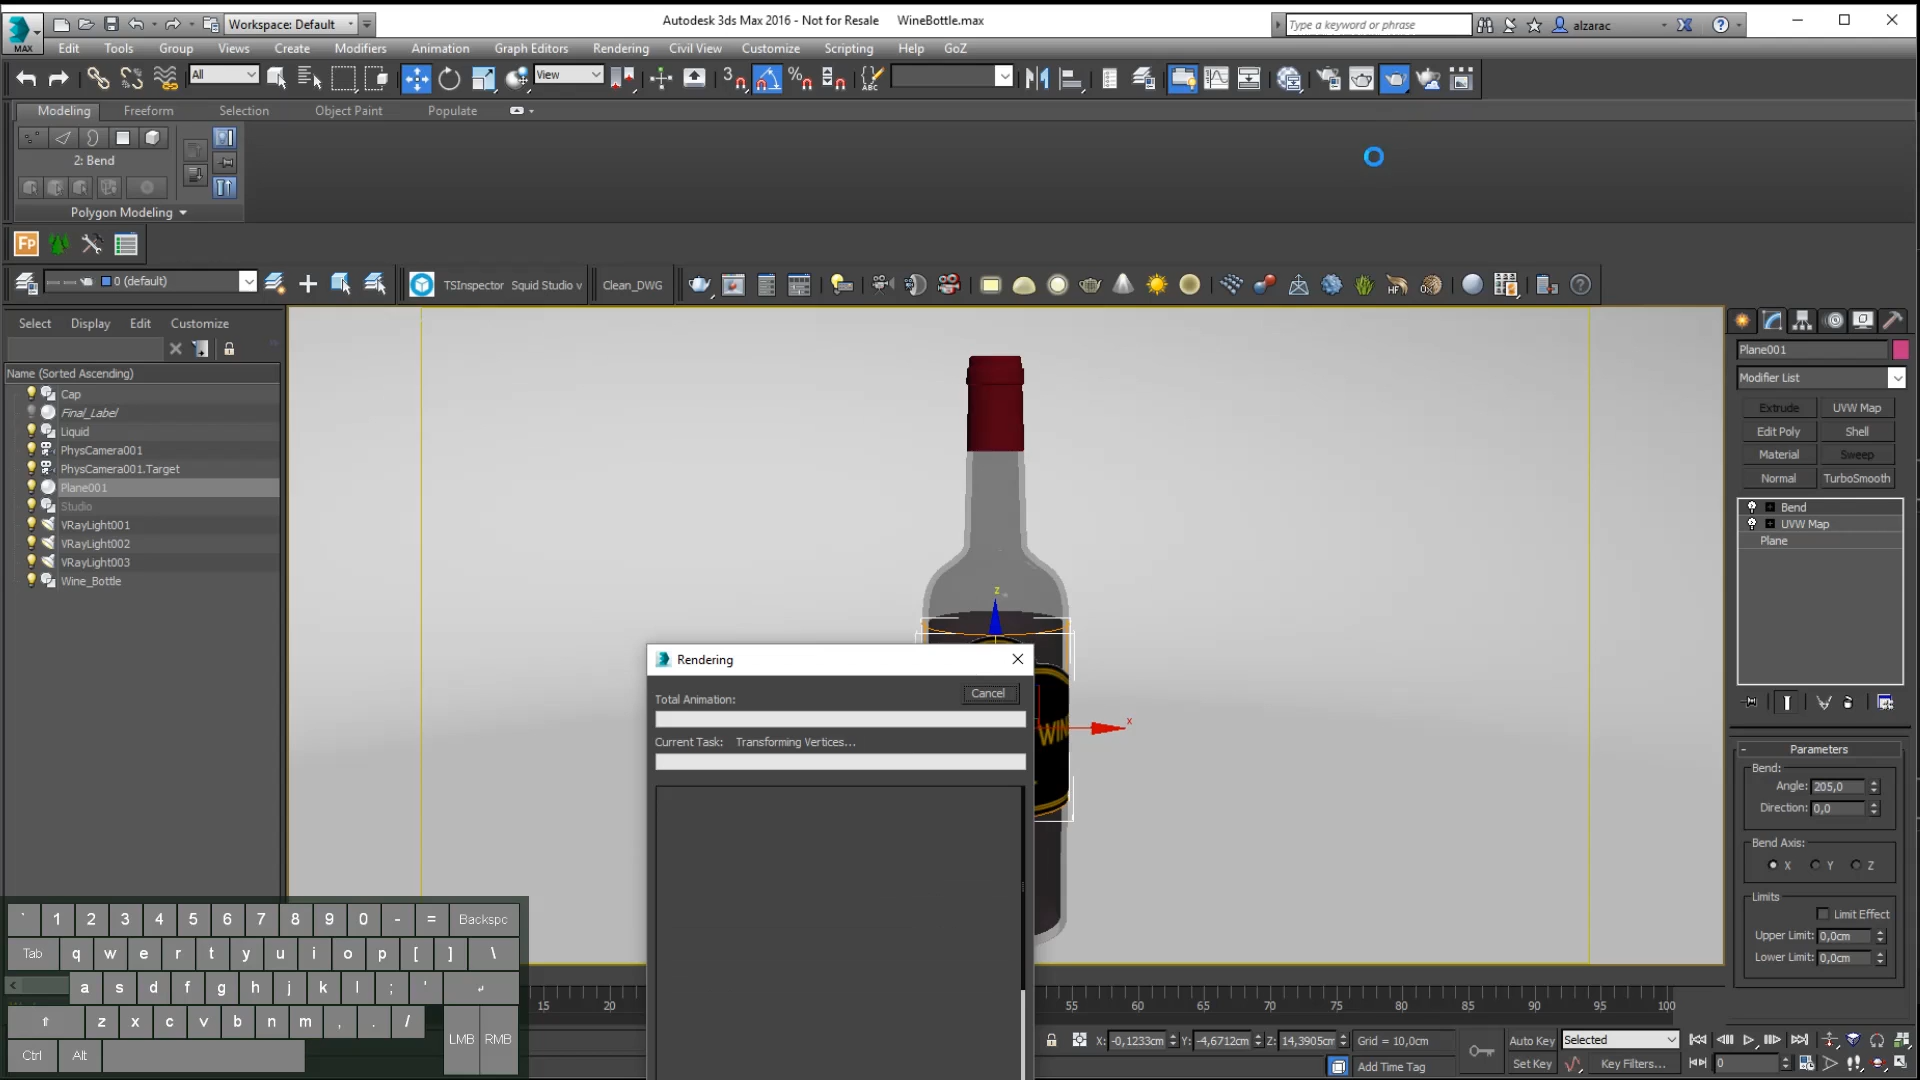 Workspace: Default
Autodesk 3ds Max 2016 - Not for Resale WineBottle.max
Type a keyword or phrase
alzarac
MAX
Edit Tools Group Views Create Modifiers Animation Graph Editors Rendering Civil View Customize Scripting Help GoZ
All
View
3
ABC
Modeling Freeform Selection Object Paint Populate
2: Bend
Polygon Modeling
Fp
0 (default)
TSInspector Squid Studio v
Clean_DWG
HF
Select Display Edit Customize
Name (Sorted Ascending)
Cap
Final_Label
Liquid
PhysCamera001
PhysCamera001.Target
Plane001
Studio
VRayLight001
VRayLight002
VRayLight003
Wine_Bottle
z
x
WIN
Rendering
Cancel
Total Animation:
Current Task: Transforming Vertices...
Plane001
Modifier List
Extrude UVW Map
Edit Poly Shell
Material Sweep
Normal TurboSmooth
Bend
UVW Map
Plane
- Parameters
Bend:
Angle: 205,0
Direction: 0,0
Bend Axis:
X Y Z
Limits
Limit Effect
Upper Limit: 0,0cm
Lower Limit: 0,0cm
` 1 2 3 4 5 6 7 8 9 0 - = Backspc
Tab q w e r t y u i o p [ ] \
a s d f g h j k l ; '
z x c v b n m , . /
Ctrl Alt
LMB RMB
15 20 55 60 65 70 75 80 85 90 95 100
X: -0,1233cm Y: -4,6712cm Z: 14,3905cm Grid = 10,0cm
Add Time Tag
Auto Key Selected
Set Key Key Filters...
0